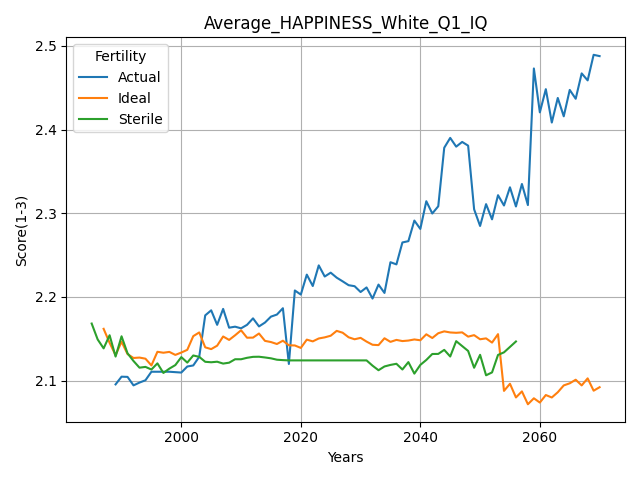 Average_HAPPINESS_White_Q1_IQ
Fertility
Actual
Ideal
Sterile
Score(1-3)
2.5
2.4
2.3
2.2
2.1
2000
2020
2040
2060
Years